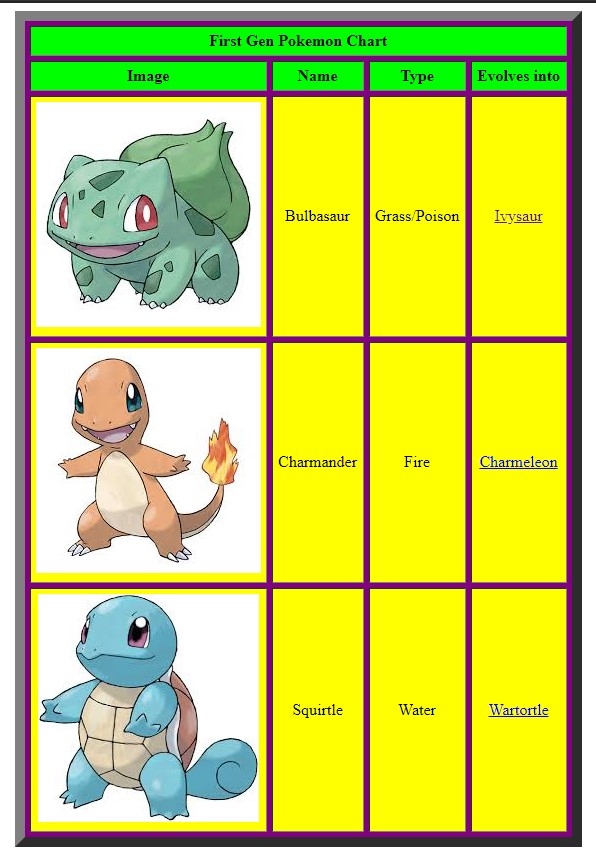 First Gen Pokemon Chart
Image Name Type Evolves into
Bulbasaur Grass/Poison Ivysaur
Charmander Fire Charmeleon
Squirtle Water Wartortle